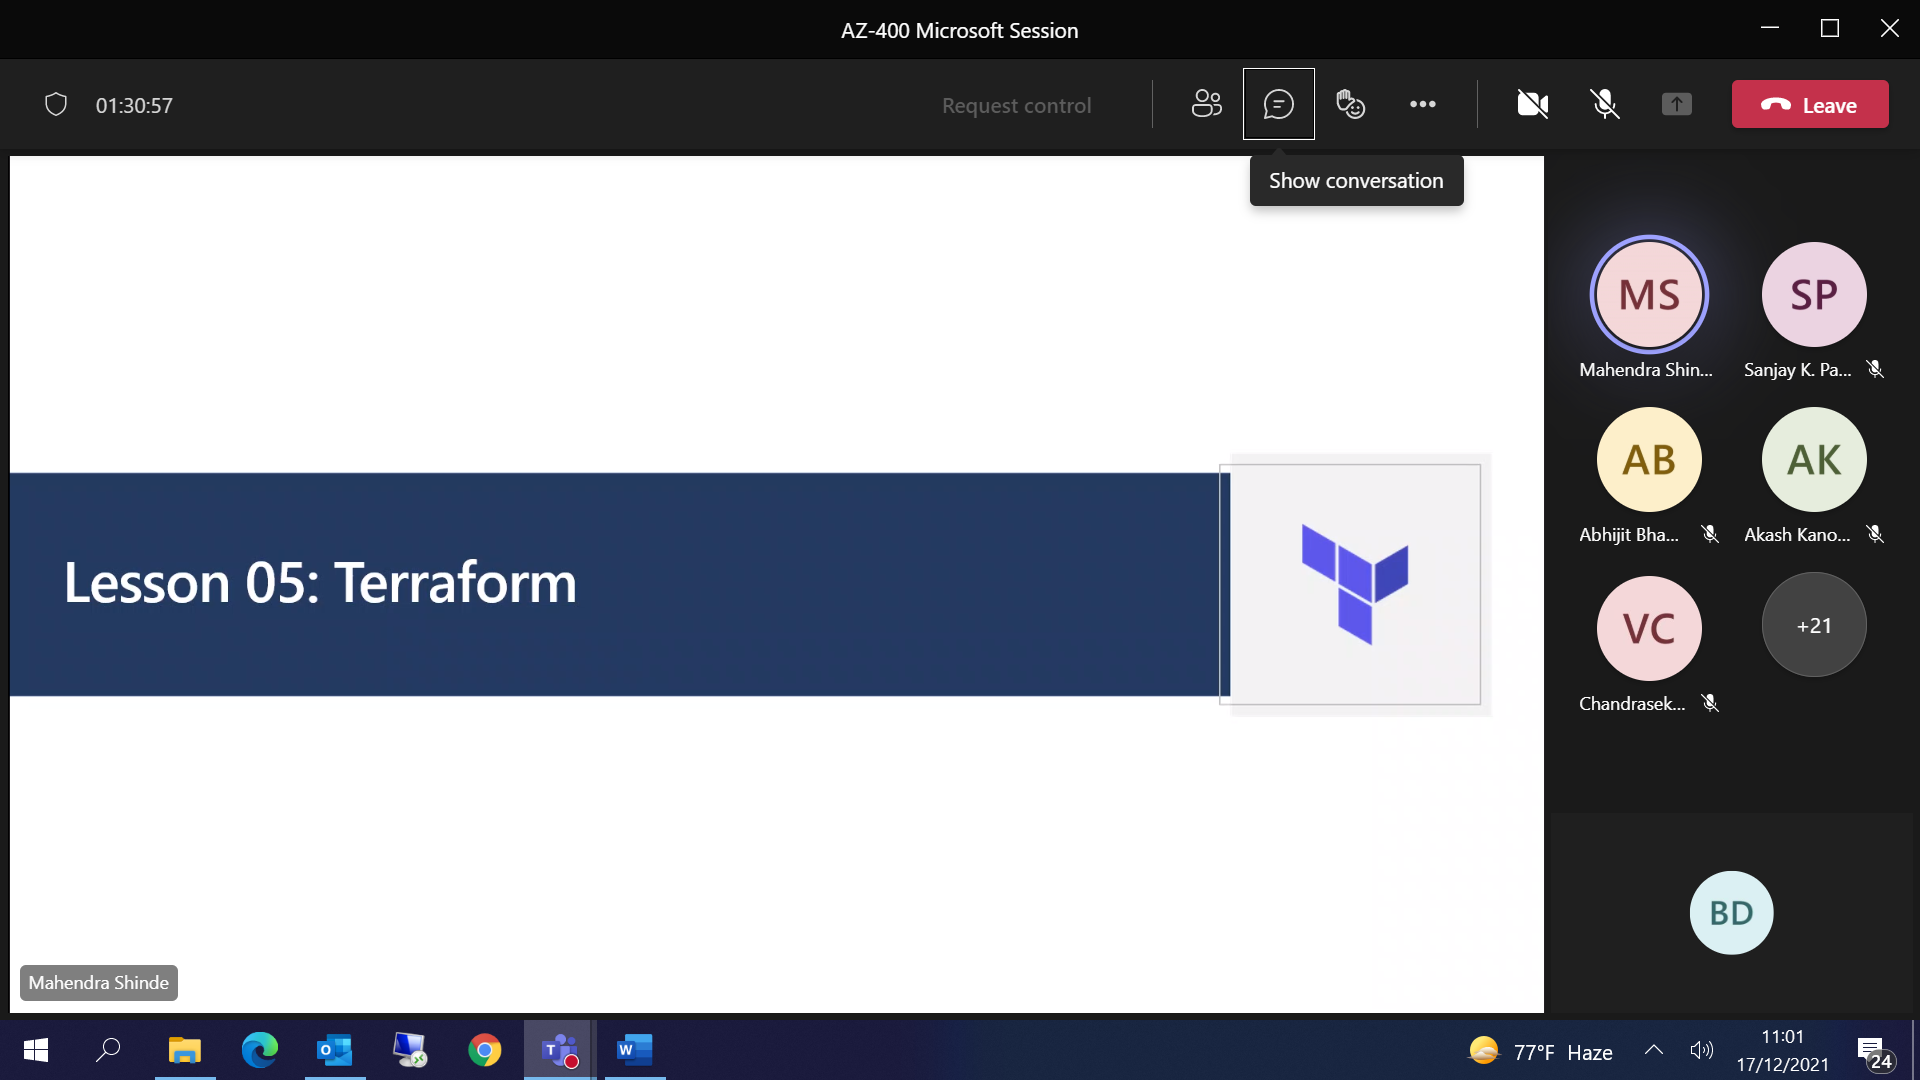 AZ-400 Microsoft Session
01:30:57
Request control
Leave
Show conversation
MS
SP
Mahendra Shin...
Sanjay K. Pa...
AB
AK
Abhijit Bha...
Akash Kano...
VC
+21
Chandrasek...
Lesson 05: Terraform
BD
Mahendra Shinde
77°F Haze
11:01
17/12/2021
24